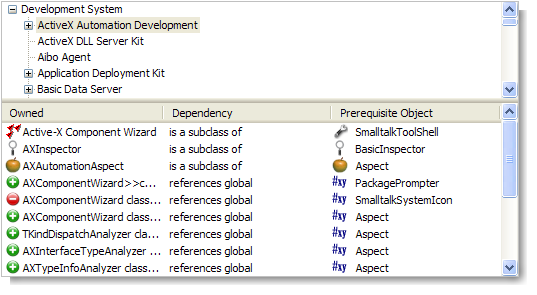 Development System
ActiveX Automation Development
ActiveX DLL Server Kit
Aibo Agent
Application Deployment Kit
Basic Data Server
Owned Dependency Prerequisite Object
Active-X Component Wizard is a subclass of SmalltalkToolShell
AXInspector is a subclass of BasicInspector
AXAutomationAspect is a subclass of Aspect
AXComponentWizard>>c... references global #xy PackagePrompter
AXComponentWizard clas... references global #xy SmalltalkSystemIcon
AXComponentWizard class... references global #xy Aspect
TKindDispatchAnalyzer clas... references global #xy Aspect
AXInterfaceTypeAnalyzer ... references global #xy Aspect
AXTypeInfoAnalyzer class... references global #xy Aspect